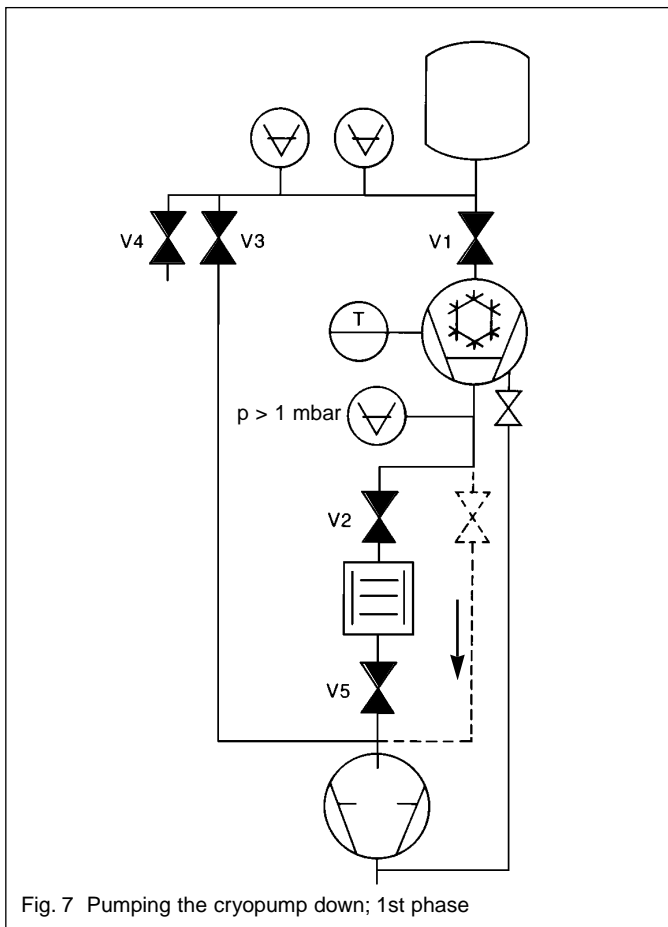 V4
V3
V1
T
p > 1 mbar
V2
V5
Fig. 7 Pumping the cryopump down; 1st phase